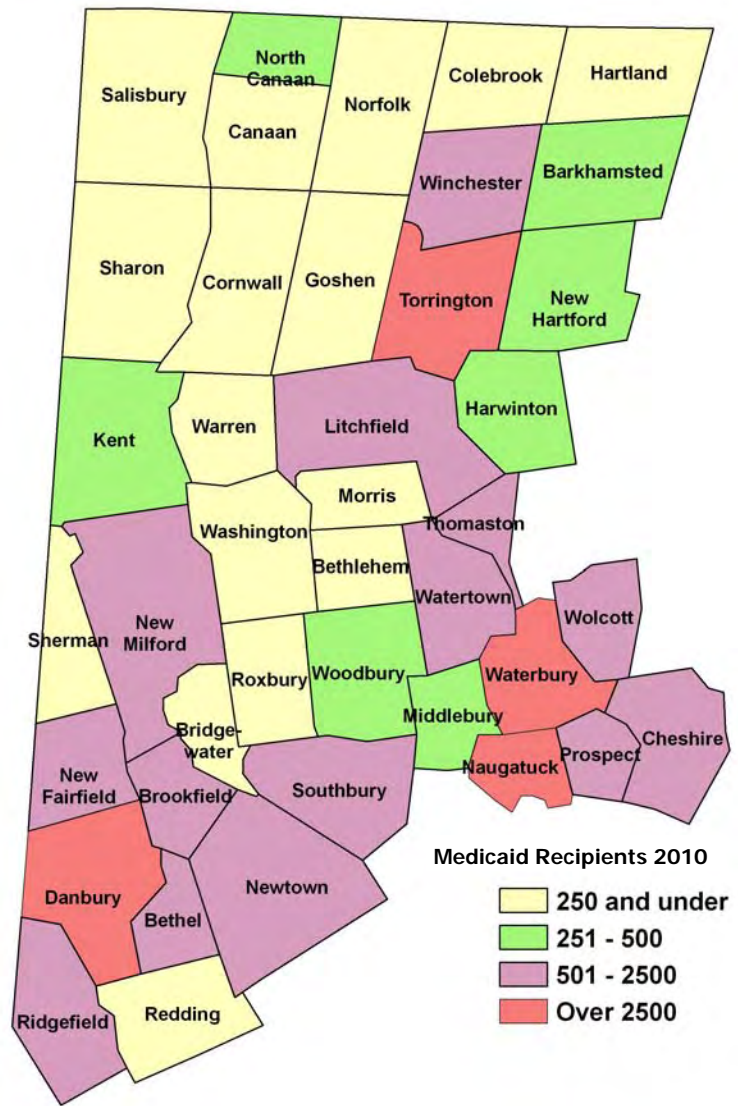 North
Canaan
Colebrook
Hartland
Salisbury
Norfolk
Canaan
Winchester
Barkhamsted
Sharon
Cornwall
Goshen
Torrington
New
Hartford
Kent
Warren
Litchfield
Harwinton
Morris
Washington
Thomaston
Bethlehem
Watertown
Wolcott
Sherman
New
Milford
Roxbury
Woodbury
Waterbury
Middlebury
Bridge-
water
Cheshire
Prospect
Naugatuck
New
Fairfield
Brookfield
Southbury
Danbury
Bethel
Newtown
Ridgefield
Redding
Medicaid Recipients 2010
250 and under
251 - 500
501 - 2500
Over 2500